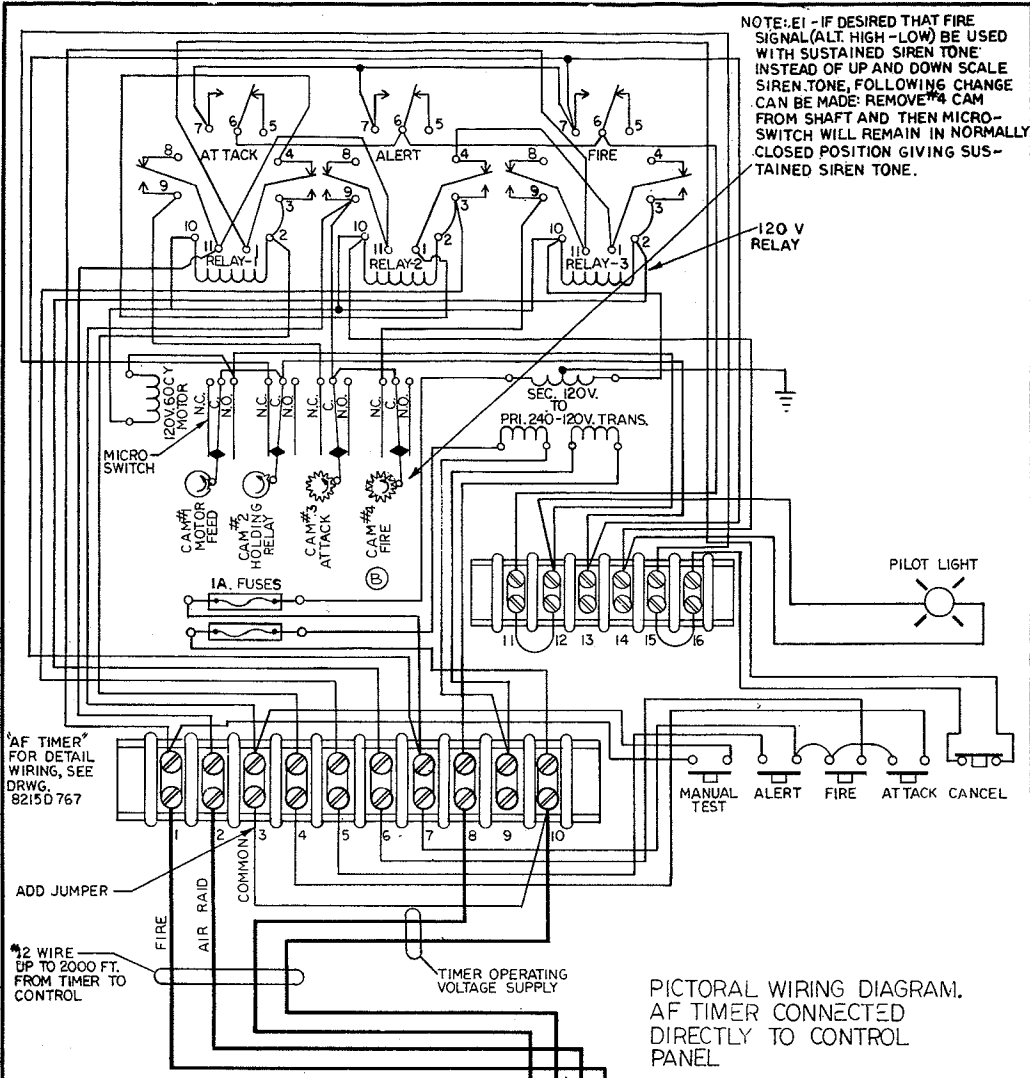 NOTE:.E1 - IF DESIRED THAT FIRE
SIGNAL(ALT. HIGH-LOW) BE USED
WITH SUSTAINED SIREN TONE
INSTEAD OF UP AND DOWN SCALE
SIREN TONE, FOLLOWING CHANGE
CAN BE MADE: REMOVE #4 CAM
FROM SHAFT AND THEN MICRO-
SWITCH WILL REMAIN IN NORMALLY
CLOSED POSITION GIVING SUS-
TAINED SIREN TONE.
7 6 5 7 6 5 7 6 5
ATTACK ALERT FIRE
8 4 8 4 8 4
9 3 9 3 9 3
10 11 1 2 10 11 1 2 10 11 1 2
RELAY-1 RELAY-2 RELAY-3
120 V
RELAY
120V.60CY
MOTOR
N.C. C. N.O. N.C. C. N.O. N.C. C. N.O. N.C. C. N.O.
SEC. 120V.
TO
PRI. 240-120V. TRANS.
MICRO
SWITCH
CAM#1
MOTOR
FEED
CAM#2
HOLDING
RELAY
CAM#3
ATTACK
CAM#4
FIRE
B
1A. FUSES
11 12 13 14 15 16
PILOT LIGHT
"AF TIMER"
FOR DETAIL
WIRING, SEE
DRWG.
8215D767
MANUAL
TEST
ALERT FIRE ATTACK CANCEL
1 2 3 4 5 6 7 8 9 10
ADD JUMPER
FIRE
AIR RAID
COMMON
#12 WIRE
UP TO 2000 FT.
FROM TIMER TO
CONTROL
TIMER OPERATING
VOLTAGE SUPPLY
PICTORAL WIRING DIAGRAM.
AF TIMER CONNECTED
DIRECTLY TO CONTROL
PANEL